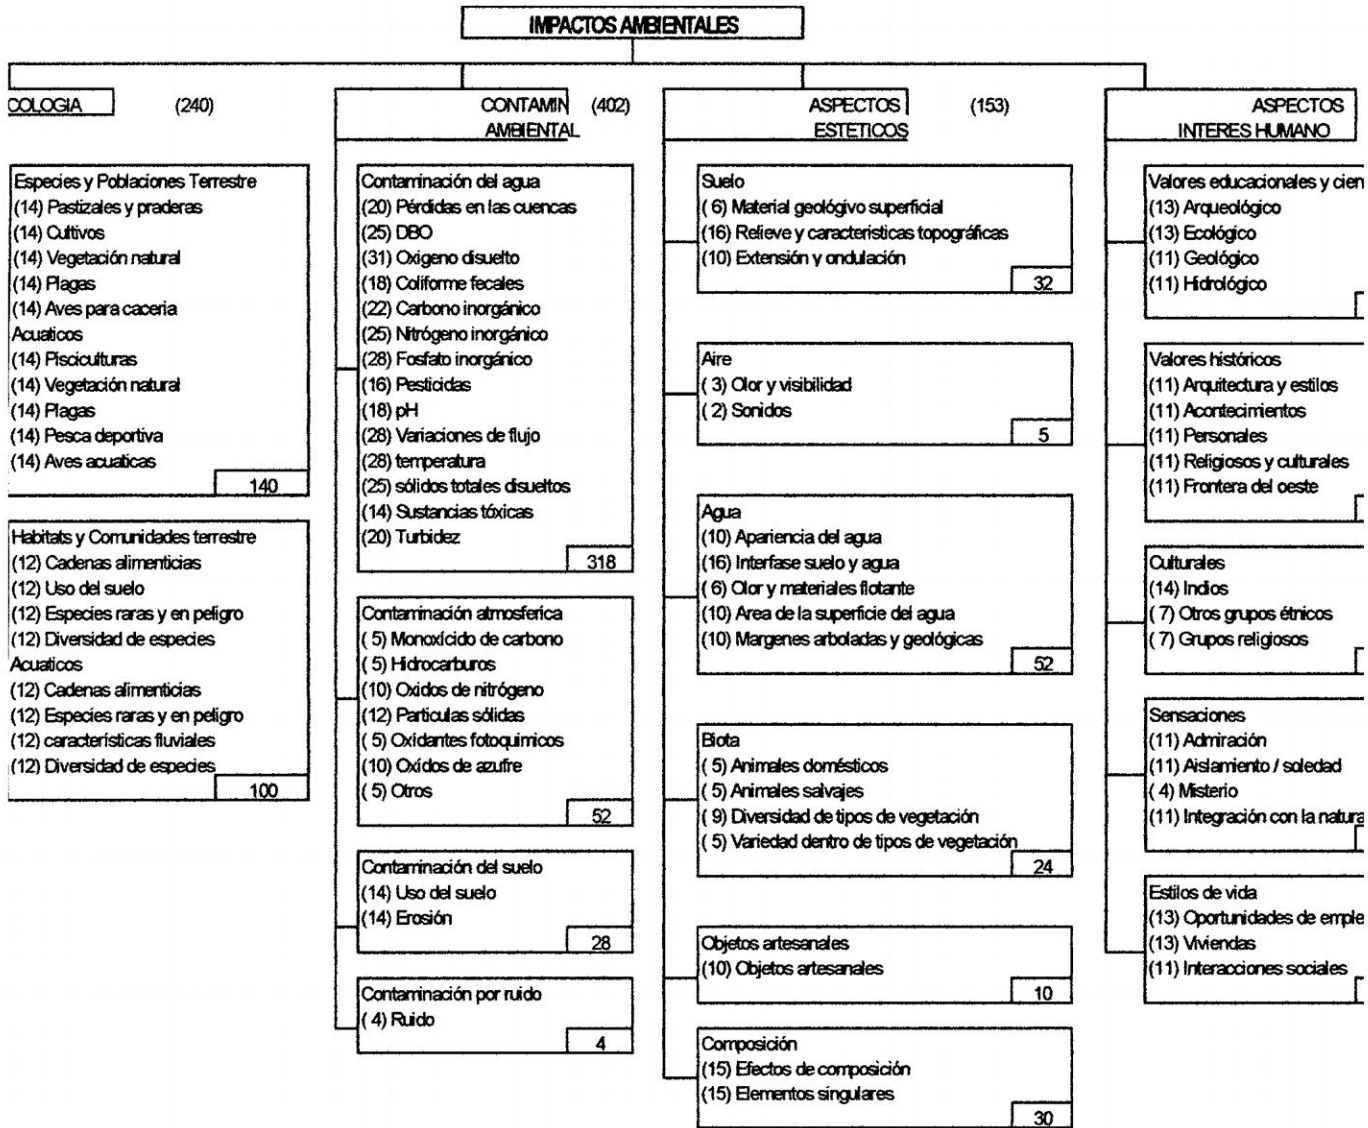 IMPACTOS AMBIENTALES
COLOGIA (240)
Especies y Poblaciones Terrestre
(14) Pastizales y praderas
(14) Cultivos
(14) Vegetación natural
(14) Plagas
(14) Aves para caceria
Acuaticos
(14) Pisciculturas
(14) Vegetación natural
(14) Plagas
(14) Pesca deportiva
(14) Aves acuaticas
140
Habitats y Comunidades terrestre
(12) Cadenas alimenticias
(12) Uso del suelo
(12) Especies raras y en peligro
(12) Diversidad de especies
Acuaticos
(12) Cadenas alimenticias
(12) Especies raras y en peligro
(12) características fluviales
(12) Diversidad de especies
100
CONTAMIN (402)
AMBIENTAL
Contaminación del agua
(20) Pérdidas en las cuencas
(25) DBO
(31) Oxigeno disuelto
(18) Coliforme fecales
(22) Carbono inorgánico
(25) Nitrógeno inorgánico
(28) Fosfato inorgánico
(16) Pesticidas
(18) pH
(28) Variaciones de flujo
(28) temperatura
(25) sólidos totales disueltos
(14) Sustancias tóxicas
(20) Turbidez
318
Contaminación atmosferica
( 5) Monoxícido de carbono
( 5) Hidrocarburos
(10) Oxidos de nitrógeno
(12) Particulas sólidas
( 5) Oxidantes fotoquimicos
(10) Oxídos de azufre
( 5) Otros
52
Contaminación del suelo
(14) Uso del suelo
(14) Erosión
28
Contaminación por ruido
( 4) Ruido
4
ASPECTOS (153)
ESTETICOS
Suelo
( 6) Material geológivo superficial
(16) Relieve y caracteristicas topográficas
(10) Extensión y ondulación
32
Aire
( 3) Olor y visibilidad
( 2) Sonidos
5
Agua
(10) Apariencia del agua
(16) Interfase suelo y agua
( 6) Olor y materiales flotante
(10) Area de la superficie del agua
(10) Margenes arboladas y geológicas
52
Biota
( 5) Animales domésticos
( 5) Animales salvajes
( 9) Diversidad de tipos de vegetación
( 5) Variedad dentro de tipos de vegetación
24
Objetos artesanales
(10) Objetos artesanales
10
Composición
(15) Efectos de composición
(15) Elementos singulares
30
ASPECTOS
INTERES HUMANO
Valores educacionales y cien
(13) Arqueológico
(13) Ecológico
(11) Geológico
(11) Hidrológico
Valores históricos
(11) Arquitectura y estilos
(11) Acontecimientos
(11) Personales
(11) Religiosos y culturales
(11) Frontera del oeste
Culturales
(14) Indios
( 7) Otros grupos étnicos
( 7) Grupos religiosos
Sensaciones
(11) Admiración
(11) Aislamiento / soledad
( 4) Misterio
(11) Integración con la natura
Estilos de vida
(13) Oportunidades de emple
(13) Viviendas
(11) Interacciones sociales